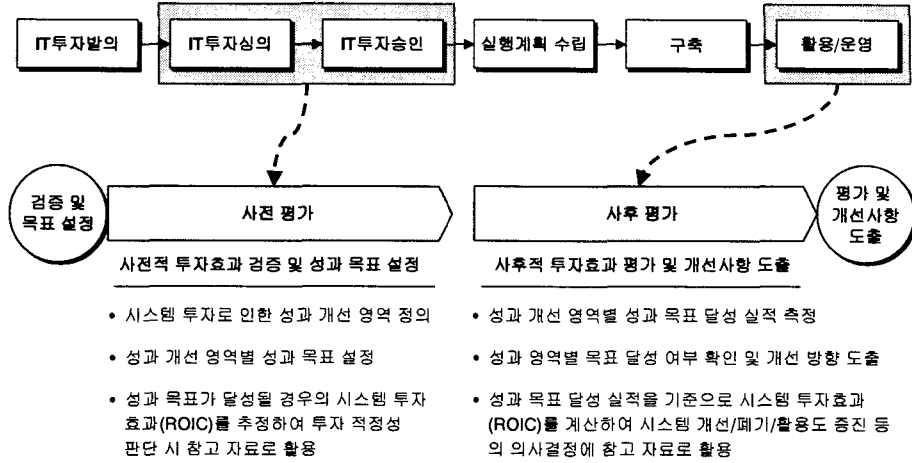 IT투자발의
IT투자심의
IT투자승인
실행계획 수립
구축
활용/운영
검증 및
목표 설정
사전 평가
사후 평가
평가 및
개선사항
도출
사전적 투자효과 검증 및 성과 목표 설정
• 시스템 투자로 인한 성과 개선 영역 정의
• 성과 개선 영역별 성과 목표 설정
• 성과 목표가 달성될 경우의 시스템 투자
효과(ROIC)를 추정하여 투자 적정성
판단 시 참고 자료로 활용
사후적 투자효과 평가 및 개선사항 도출
• 성과 개선 영역별 성과 목표 달성 실적 측정
• 성과 영역별 목표 달성 여부 확인 및 개선 방향 도출
• 성과 목표 달성 실적을 기준으로 시스템 투자효과
(ROIC)를 계산하여 시스템 개선/폐기/활용도 증진 등
의 의사결정에 참고 자료로 활용